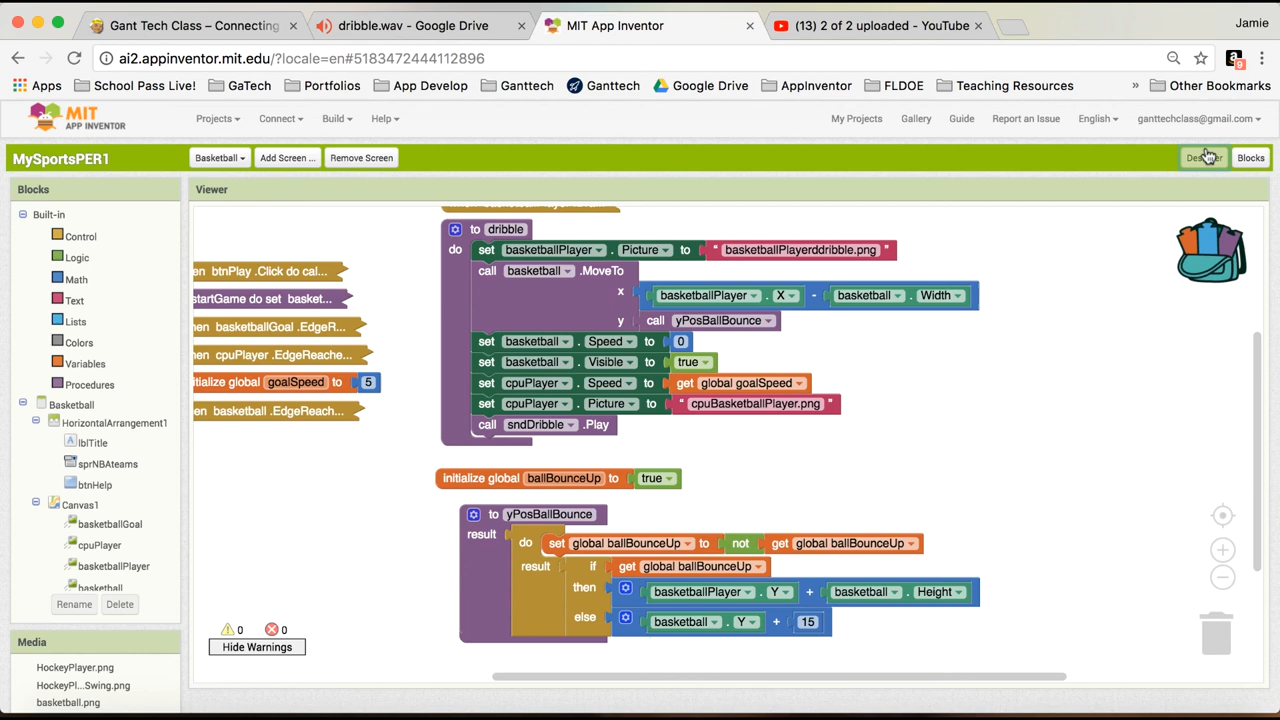 Gant Tech Class – Connecting
dribble.wav - Google Drive
MIT App Inventor
(13) 2 of 2 uploaded - YouTube
Jamie
ai2.appinventor.mit.edu/?locale=en#5183472444112896
9
Apps
School Pass Live!
GaTech
Portfolios
App Develop
Ganttech
Ganttech
Google Drive
AppInventor
FLDOE
Teaching Resources
»
Other Bookmarks
MIT
APP INVENTOR
Projects
Connect
Build
Help
My Projects
Gallery
Guide
Report an Issue
English
ganttechclass@gmail.com
MySportsPER1
Basketball
Add Screen ...
Remove Screen
Blocks
Blocks
Viewer
Built-in
Control
Logic
Math
Text
Lists
Colors
Variables
Procedures
Basketball
HorizontalArrangement1
lblTitle
sprNBAteams
btnHelp
Canvas1
basketballGoal
cpuPlayer
basketballPlayer
basketball
Rename
Delete
Media
HockeyPlayer.png
HockeyPl...Swing.png
basketball.png
en btnPlay .Click do cal...
startGame do set basket...
en basketballGoal .EdgeR...
en cpuPlayer .EdgeReache...
itialize global goalSpeed to 5
en basketball .EdgeReach...
to dribble
do set basketballPlayer . Picture to " basketballPlayerddribble.png "
call basketball .MoveTo
x basketballPlayer . X - basketball . Width
y call yPosBallBounce
set basketball . Speed to 0
set basketball . Visible to true
set cpuPlayer . Speed to get global goalSpeed
set cpuPlayer . Picture to " cpuBasketballPlayer.png "
call sndDribble .Play
initialize global ballBounceUp to true
to yPosBallBounce
result do set global ballBounceUp to not get global ballBounceUp
result if get global ballBounceUp
then basketballPlayer . Y + basketball . Height
else basketball . Y + 15
0 0
Hide Warnings